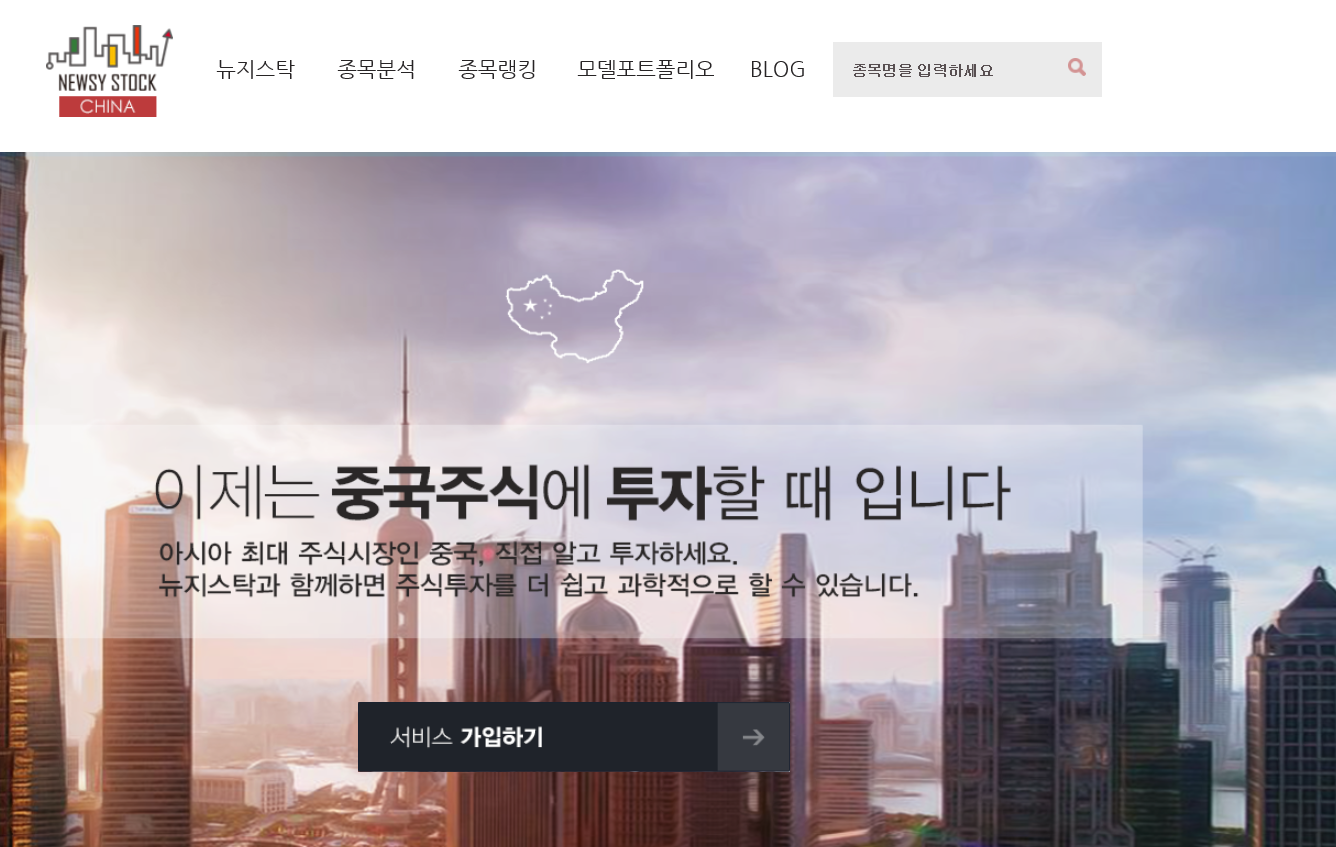 NEWSY STOCK
CHINA
뉴지스탁 종목분석 종목랭킹 모델포트폴리오 BLOG 종목명을 입력하세요
이제는 중국주식에 투자할 때 입니다
아시아 최대 주식시장인 중국, 직접 알고 투자하세요.
뉴지스탁과 함께하면 주식투자를 더 쉽고 과학적으로 할 수 있습니다.
서비스 가입하기